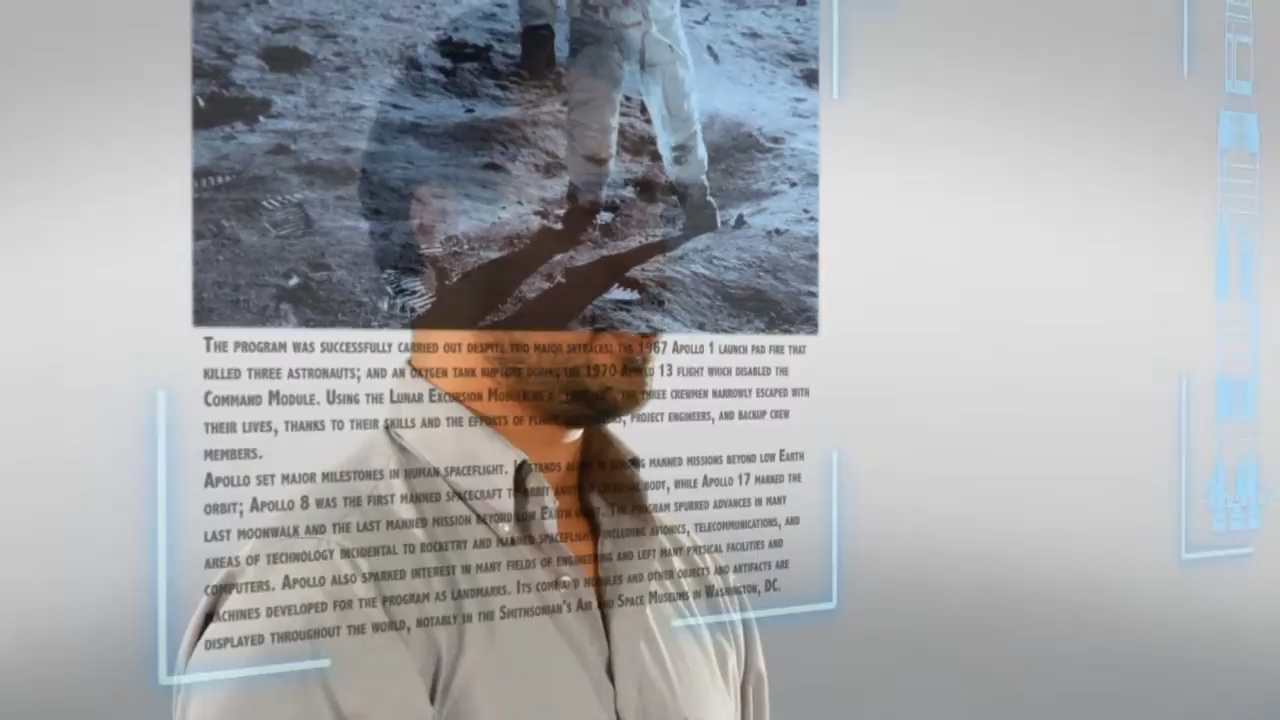 THE PROGRAM WAS SUCCESSFULLY CARRIED OUT DESPITE TWO MAJOR SETBACKS: THE 1967 APOLLO 1 LAUNCH PAD FIRE THAT
KILLED THREE ASTRONAUTS; AND AN OXYGEN TANK RUPTURE DURING THE 1970 APOLLO 13 FLIGHT WHICH DISABLED THE
COMMAND MODULE. USING THE LUNAR EXCURSION MODULE AS A THE THREE CREWMEN NARROWLY ESCAPED WITH
THEIR LIVES, THANKS TO THEIR SKILLS AND THE EFFORTS OF FLIGHT PROJECT ENGINEERS, AND BACKUP CREW
MEMBERS.
APOLLO SET MAJOR MILESTONES IN HUMAN SPACEFLIGHT. IT STANDS ALONE IN SENDING MANNED MISSIONS BEYOND LOW EARTH
ORBIT; APOLLO 8 WAS THE FIRST MANNED SPACECRAFT TO ORBIT ANOTHER CELESTIAL BODY, WHILE APOLLO 17 MARKED THE
LAST MOONWALK AND THE LAST MANNED MISSION BEYOND LOW EARTH ORBIT. THE PROGRAM SPURRED ADVANCES IN MANY
AREAS OF TECHNOLOGY INCIDENTAL TO ROCKETRY AND MANNED SPACEFLIGHT, INCLUDING AVIONICS, TELECOMMUNICATIONS, AND
COMPUTERS. APOLLO ALSO SPARKED INTEREST IN MANY FIELDS OF ENGINEERING AND LEFT MANY PHYSICAL FACILITIES AND
MACHINES DEVELOPED FOR THE PROGRAM AS LANDMARKS. ITS COMMAND MODULES AND OTHER OBJECTS AND ARTIFACTS ARE
DISPLAYED THROUGHOUT THE WORLD, NOTABLY IN THE SMITHSONIAN'S AIR AND SPACE MUSEUMS IN WASHINGTON, DC.